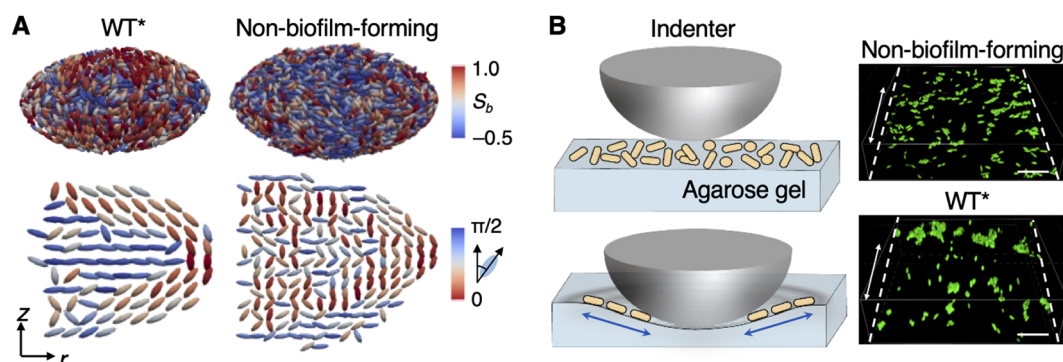 A
WT*
Non-biofilm-forming
1.0
S_b
−0.5
π/2
0
z
r
B
Indenter
Agarose gel
Non-biofilm-forming
WT*